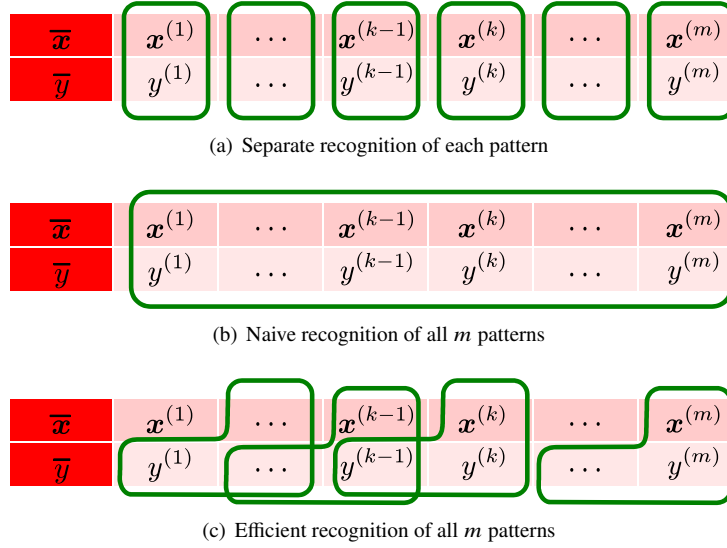 x̅ x^(1) ... x^(k−1) x^(k) ... x^(m)
y̅ y^(1) ... y^(k−1) y^(k) ... y^(m)
(a) Separate recognition of each pattern
x̅ x^(1) ... x^(k−1) x^(k) ... x^(m)
y̅ y^(1) ... y^(k−1) y^(k) ... y^(m)
(b) Naive recognition of all m patterns
x̅ x^(1) ... x^(k−1) x^(k) ... x^(m)
y̅ y^(1) ... y^(k−1) y^(k) ... y^(m)
(c) Efficient recognition of all m patterns